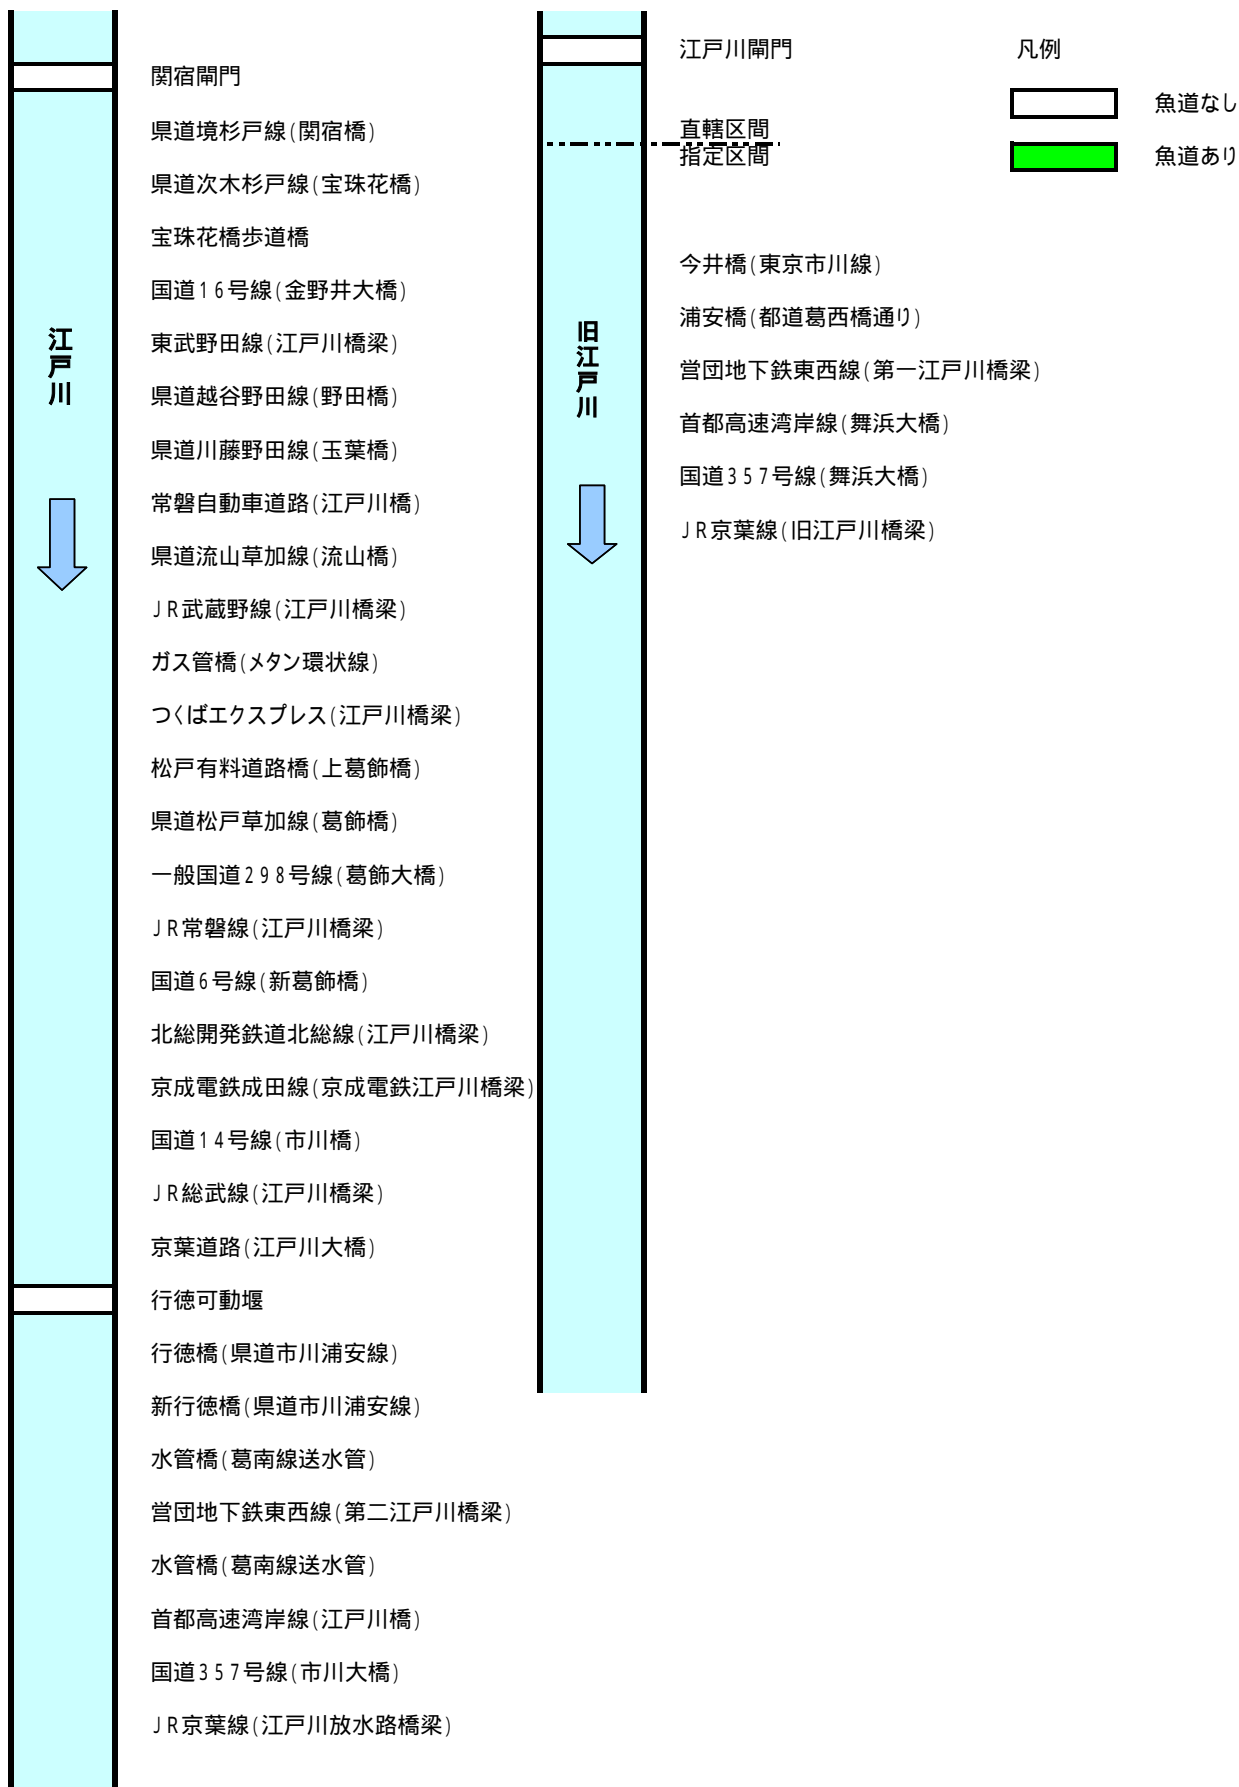 江戸川
関宿閘門
県道境杉戸線(関宿橋)
県道次木杉戸線(宝珠花橋)
宝珠花橋歩道橋
国道16号線(金野井大橋)
東武野田線(江戸川橋梁)
県道越谷野田線(野田橋)
県道川藤野田線(玉葉橋)
常磐自動車道路(江戸川橋)
県道流山草加線(流山橋)
JR武蔵野線(江戸川橋梁)
ガス管橋(メタン環状線)
つくばエクスプレス(江戸川橋梁)
松戸有料道路橋(上葛飾橋)
県道松戸草加線(葛飾橋)
一般国道298号線(葛飾大橋)
JR常磐線(江戸川橋梁)
国道6号線(新葛飾橋)
北総開発鉄道北総線(江戸川橋梁)
京成電鉄成田線(京成電鉄江戸川橋梁)
国道14号線(市川橋)
JR総武線(江戸川橋梁)
京葉道路(江戸川大橋)
行徳可動堰
行徳橋(県道市川浦安線)
新行徳橋(県道市川浦安線)
水管橋(葛南線送水管)
営団地下鉄東西線(第二江戸川橋梁)
水管橋(葛南線送水管)
首都高速湾岸線(江戸川橋)
国道357号線(市川大橋)
JR京葉線(江戸川放水路橋梁)
旧江戸川
江戸川閘門
直轄区間
指定区間
今井橋(東京市川線)
浦安橋(都道葛西橋通り)
営団地下鉄東西線(第一江戸川橋梁)
首都高速湾岸線(舞浜大橋)
国道357号線(舞浜大橋)
JR京葉線(旧江戸川橋梁)
凡例
魚道なし
魚道あり